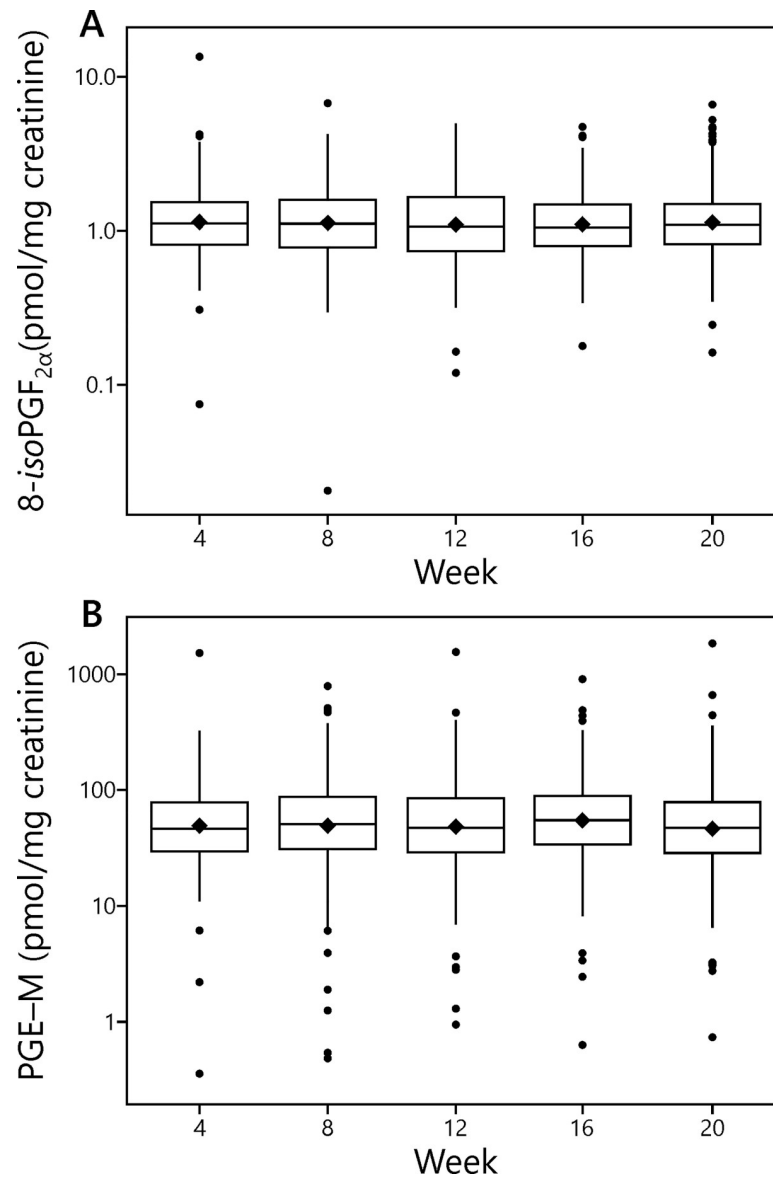 A
8-isoPGF2α(pmol/mg creatinine)
10.0
1.0
0.1
4 8 12 16 20
Week
B
PGE–M (pmol/mg creatinine)
1000
100
10
1
4 8 12 16 20
Week